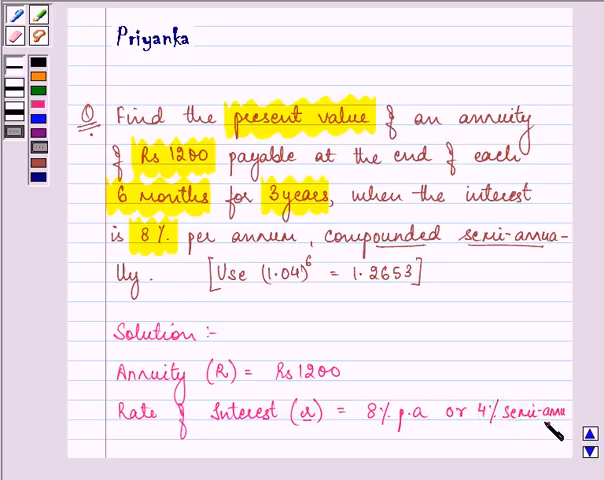 Priyanka
Q Find the present value of an annuity
of Rs 1200 payable at the end of each
6 months for 3 years, when the interest
is 8% per annum, compounded semi-annua-
lly. [Use (1.04)^6 = 1.2653]
Solution :-
Annuity (R) = Rs 1200
Rate of Interest (r) = 8% p.a or 4% semi-annu